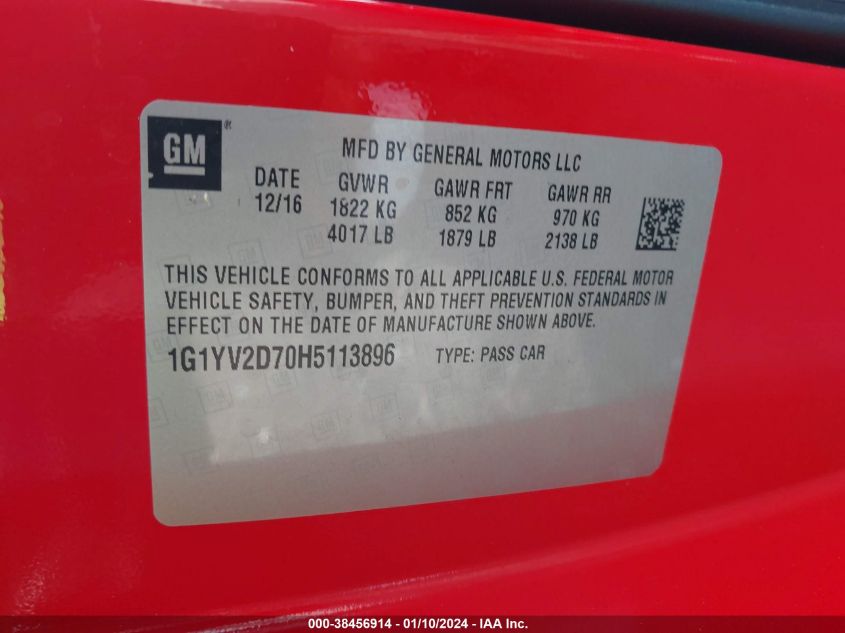 GM®
MFD BY GENERAL MOTORS LLC
DATE GVWR GAWR FRT GAWR RR
12/16 1822 KG 852 KG 970 KG
4017 LB 1879 LB 2138 LB
THIS VEHICLE CONFORMS TO ALL APPLICABLE U.S. FEDERAL MOTOR
VEHICLE SAFETY, BUMPER, AND THEFT PREVENTION STANDARDS IN
EFFECT ON THE DATE OF MANUFACTURE SHOWN ABOVE.
1G1YV2D70H5113896 TYPE: PASS CAR
000-38456914 - 01/10/2024 - IAA Inc.